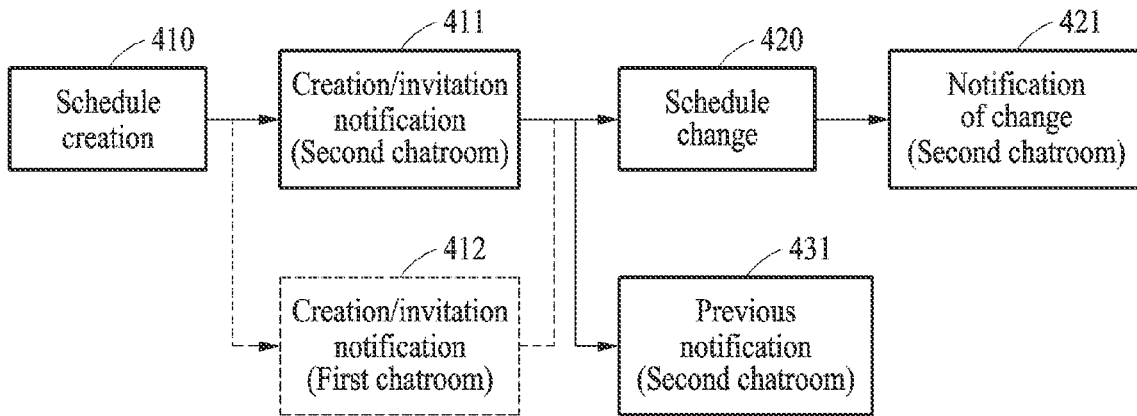 410
Schedule
creation
411
Creation/invitation
notification
(Second chatroom)
420
Schedule
change
421
Notification
of change
(Second chatroom)
412
Creation/invitation
notification
(First chatroom)
431
Previous
notification
(Second chatroom)